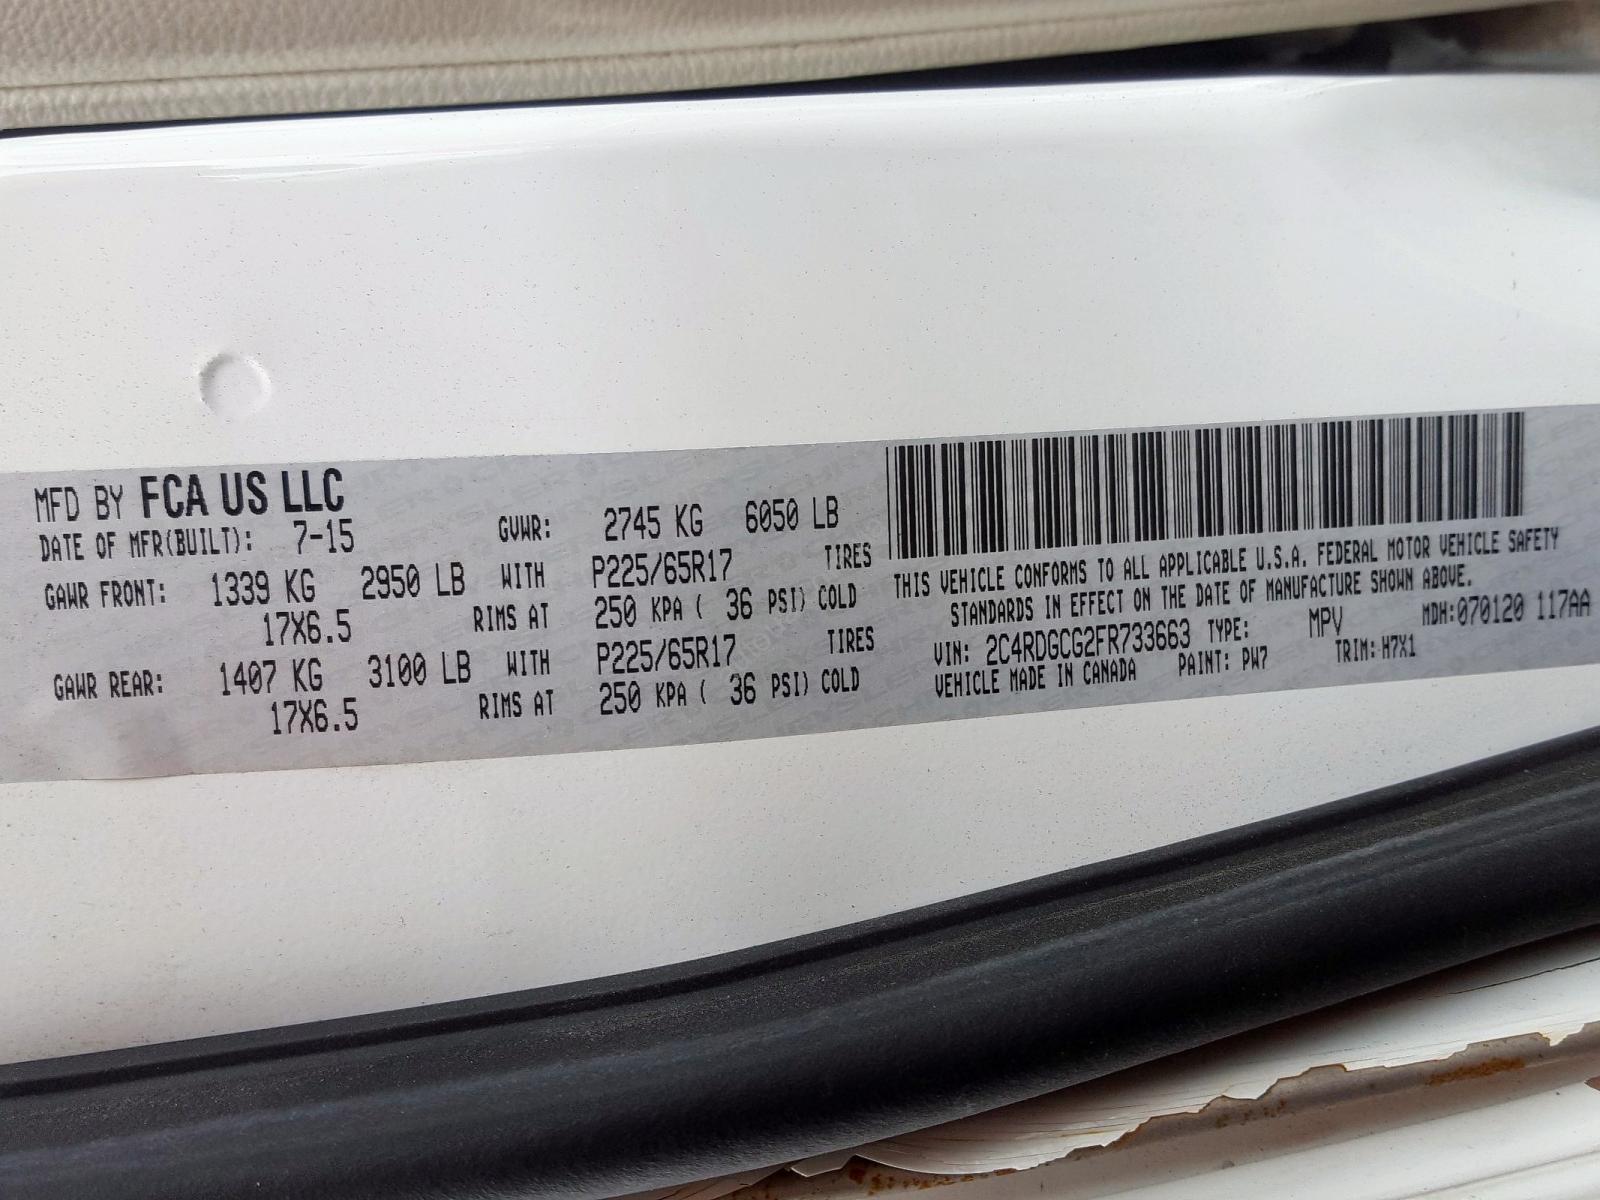 MFD BY FCA US LLC
DATE OF MFR(BUILT): 7-15 GVWR: 2745 KG 6050 LB
GAWR FRONT: 1339 KG 2950 LB WITH P225/65R17 TIRES
17X6.5 RIMS AT 250 KPA ( 36 PSI) COLD
GAWR REAR: 1407 KG 3100 LB WITH P225/65R17 TIRES
17X6.5 RIMS AT 250 KPA ( 36 PSI) COLD
THIS VEHICLE CONFORMS TO ALL APPLICABLE U.S.A. FEDERAL MOTOR VEHICLE SAFETY
STANDARDS IN EFFECT ON THE DATE OF MANUFACTURE SHOWN ABOVE.
VIN: 2C4RDGCG2FR733663 TYPE: MPV MDH:070120 117AA
VEHICLE MADE IN CANADA PAINT: PW7 TRIM: H7X1